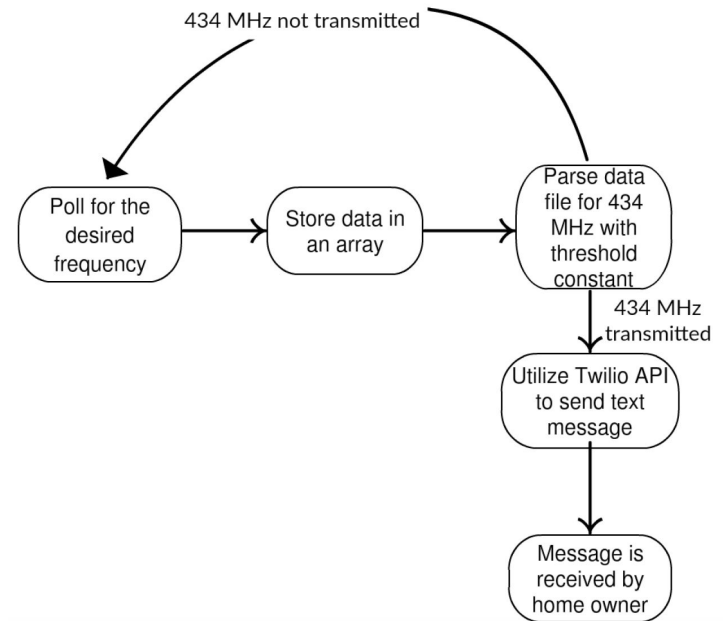 434 MHz not transmitted
Poll for the
desired
frequency
Store data in
an array
Parse data
file for 434
MHz with
threshold
constant
434 MHz
transmitted
Utilize Twilio API
to send text
message
Message is
received by
home owner